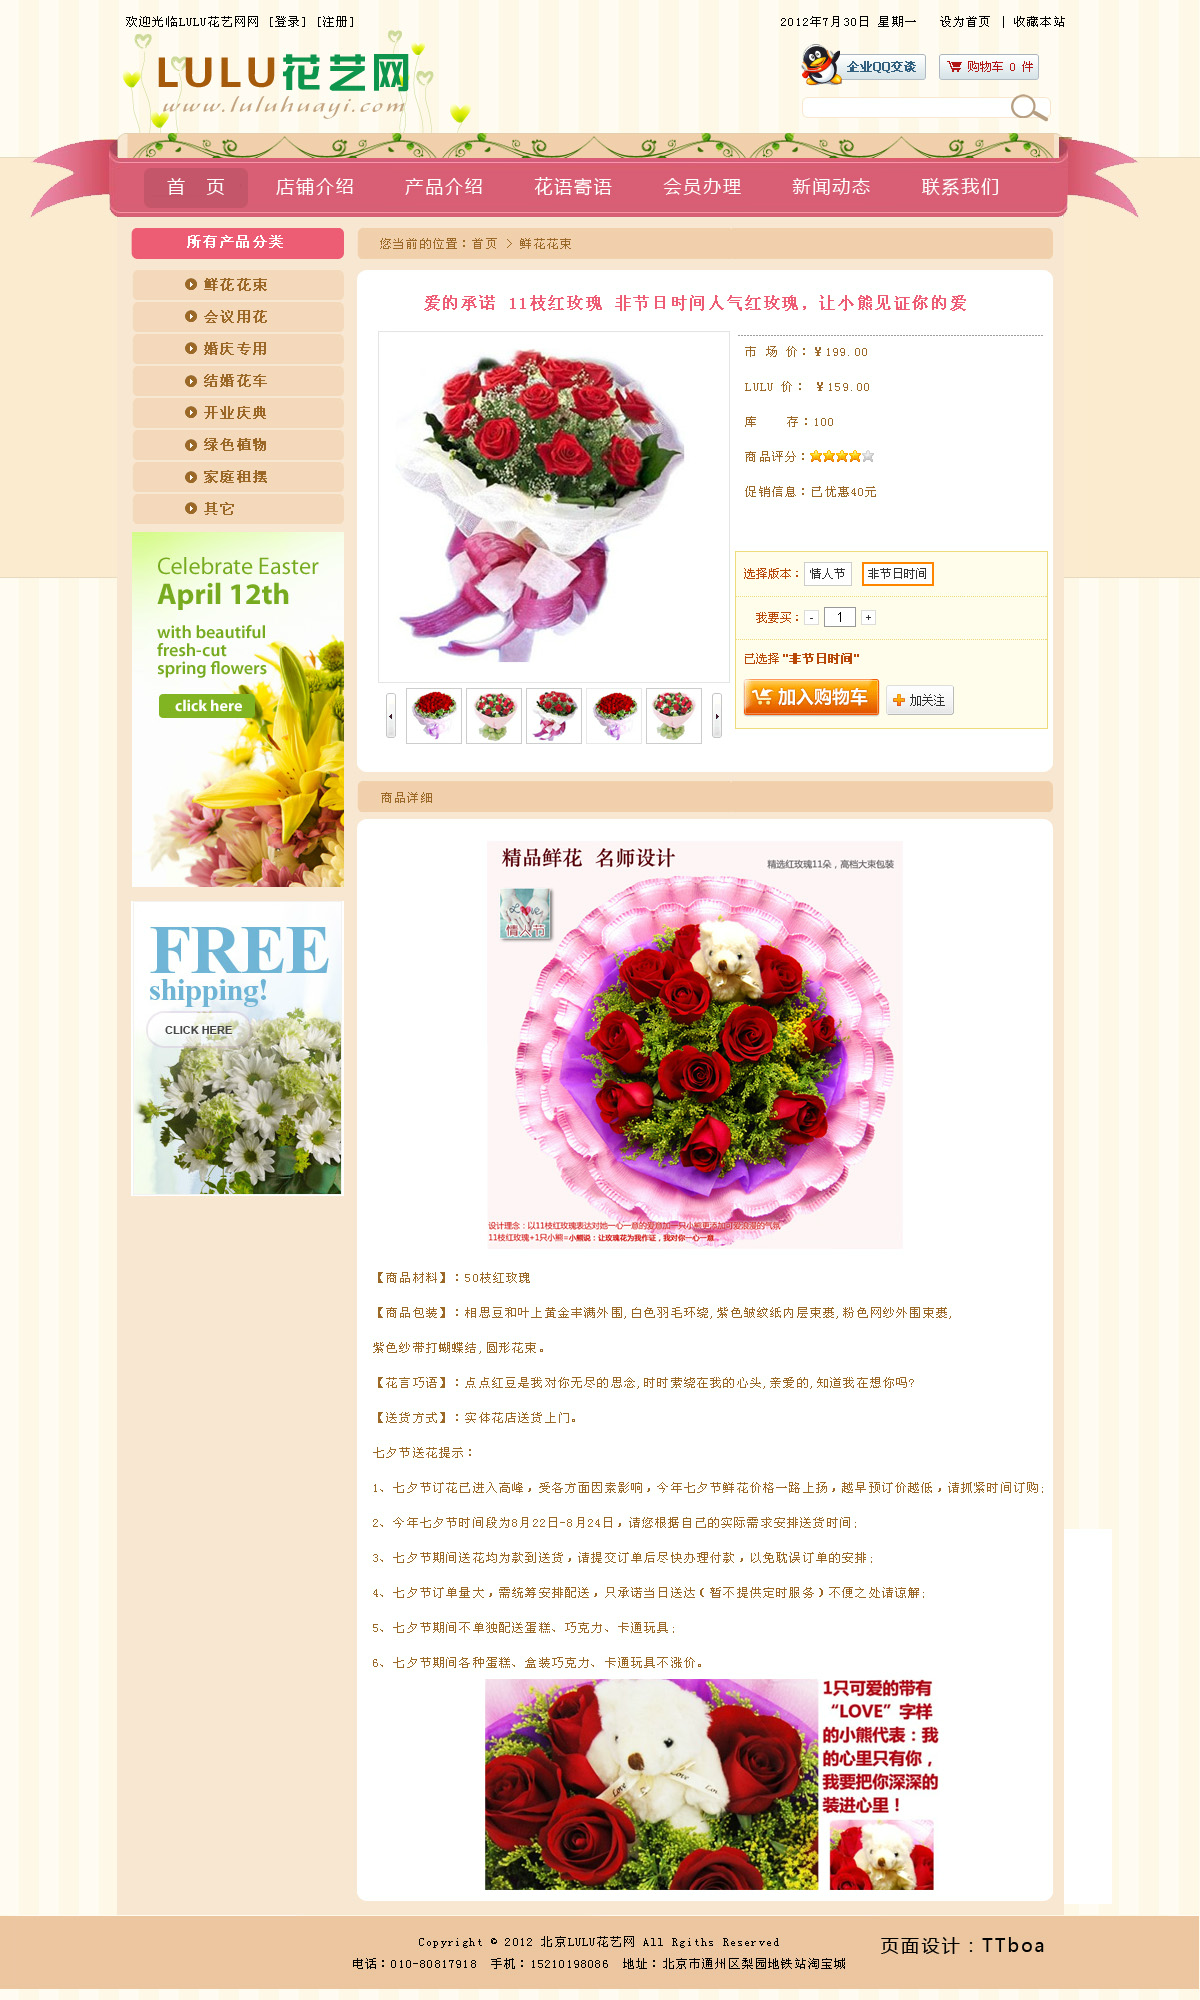 欢迎光临LULU花艺网网 [登录] [注册]
2012年7月30日 星期一 设为首页 | 收藏本站
LULU花艺网
www.luluhuayi.com
企业QQ交谈
购物车 0 件
首 页 店铺介绍 产品介绍 花语寄语 会员办理 新闻动态 联系我们
所有产品分类
鲜花花束
会议用花
婚庆专用
结婚花车
开业庆典
绿色植物
家庭租摆
其它
Celebrate Easter
April 12th
with beautiful
fresh-cut
spring flowers
click here
FREE
shipping!
CLICK HERE
您当前的位置：首页 > 鲜花花束
爱的承诺 11枝红玫瑰 非节日时间人气红玫瑰，让小熊见证你的爱
市 场 价：￥199.00
LULU 价： ￥159.00
库 存：100
商品评分：
促销信息：已优惠40元
选择版本： 情人节 非节日时间
我要买： - 1 +
已选择 "非节日时间"
加入购物车 加关注
商品详细
精品鲜花 名师设计
精选红玫瑰11朵，高档大束包装
Love
情人节
设计理念：以11枝红玫瑰表达对她一心一意的爱意加一只小熊更添加可爱浪漫的气氛
11枝红玫瑰+1只小熊=小熊说：让玫瑰花为我作证，我对你一心一意..
【商品材料】：50枝红玫瑰
【商品包装】：相思豆和叶上黄金丰满外围,白色羽毛环绕,紫色皱纹纸内层束裹,粉色网纱外围束裹,
紫色纱带打蝴蝶结,圆形花束。
【花言巧语】：点点红豆是我对你无尽的思念,时时萦绕在我的心头,亲爱的,知道我在想你吗?
【送货方式】：实体花店送货上门。
七夕节送花提示：
1、七夕节订花已进入高峰，受各方面因素影响，今年七夕节鲜花价格一路上扬，越早预订价越低，请抓紧时间订购;
2、今年七夕节时间段为8月22日-8月24日，请您根据自己的实际需求安排送货时间;
3、七夕节期间送花均为款到送货，请提交订单后尽快办理付款，以免耽误订单的安排;
4、七夕节订单量大，需统筹安排配送，只承诺当日送达（暂不提供定时服务）不便之处请谅解;
5、七夕节期间不单独配送蛋糕、巧克力、卡通玩具;
6、七夕节期间各种蛋糕、盒装巧克力、卡通玩具不涨价。
Love
1只可爱的带有
“LOVE”字样
的小熊代表：我
的心里只有你，
我要把你深深的
装进心里！
Copyright © 2012 北京LULU花艺网 All Rgiths Reserved
电话：010-80817918 手机：15210198086 地址：北京市通州区梨园地铁站淘宝城
页面设计：TTboa